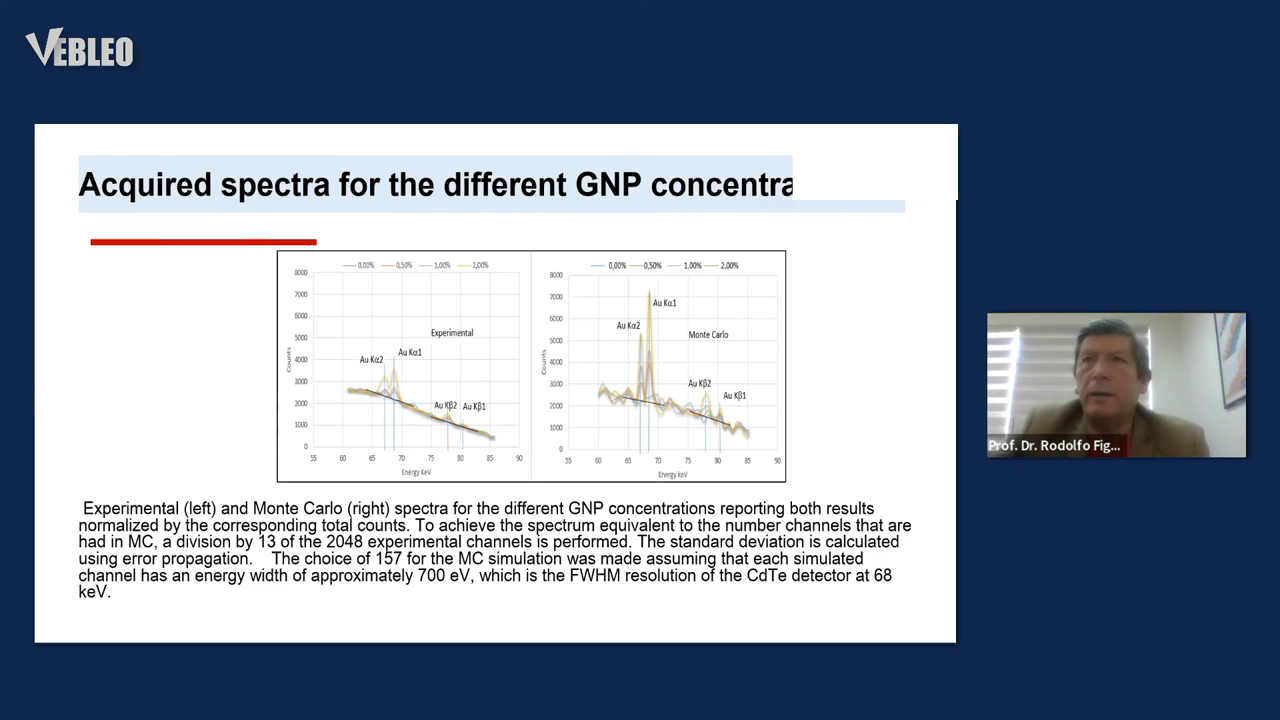 VEBLEO
Acquired spectra for the different GNP concentra
0,00% 0,50% 1,00% 2,00%
8000
7000
6000
5000
4000
3000
2000
1000
0
Counts
Experimental
Au Kα2
Au Kα1
Au Kβ2
Au Kβ1
55 60 65 70 75 80 85 90
Energy KeV
0,00% 0,50% 1,00% 2,00%
8000
7000
6000
5000
4000
3000
2000
1000
0
Counts
Au Kα1
Au Kα2
Monte Carlo
Au Kβ2
Au Kβ1
55 60 65 70 75 80 85 90
Energy KeV
Experimental (left) and Monte Carlo (right) spectra for the different GNP concentrations reporting both results
normalized by the corresponding total counts. To achieve the spectrum equivalent to the number channels that are
had in MC, a division by 13 of the 2048 experimental channels is performed. The standard deviation is calculated
using error propagation. The choice of 157 for the MC simulation was made assuming that each simulated
channel has an energy width of approximately 700 eV, which is the FWHM resolution of the CdTe detector at 68
keV.
Prof. Dr. Rodolfo Fig...